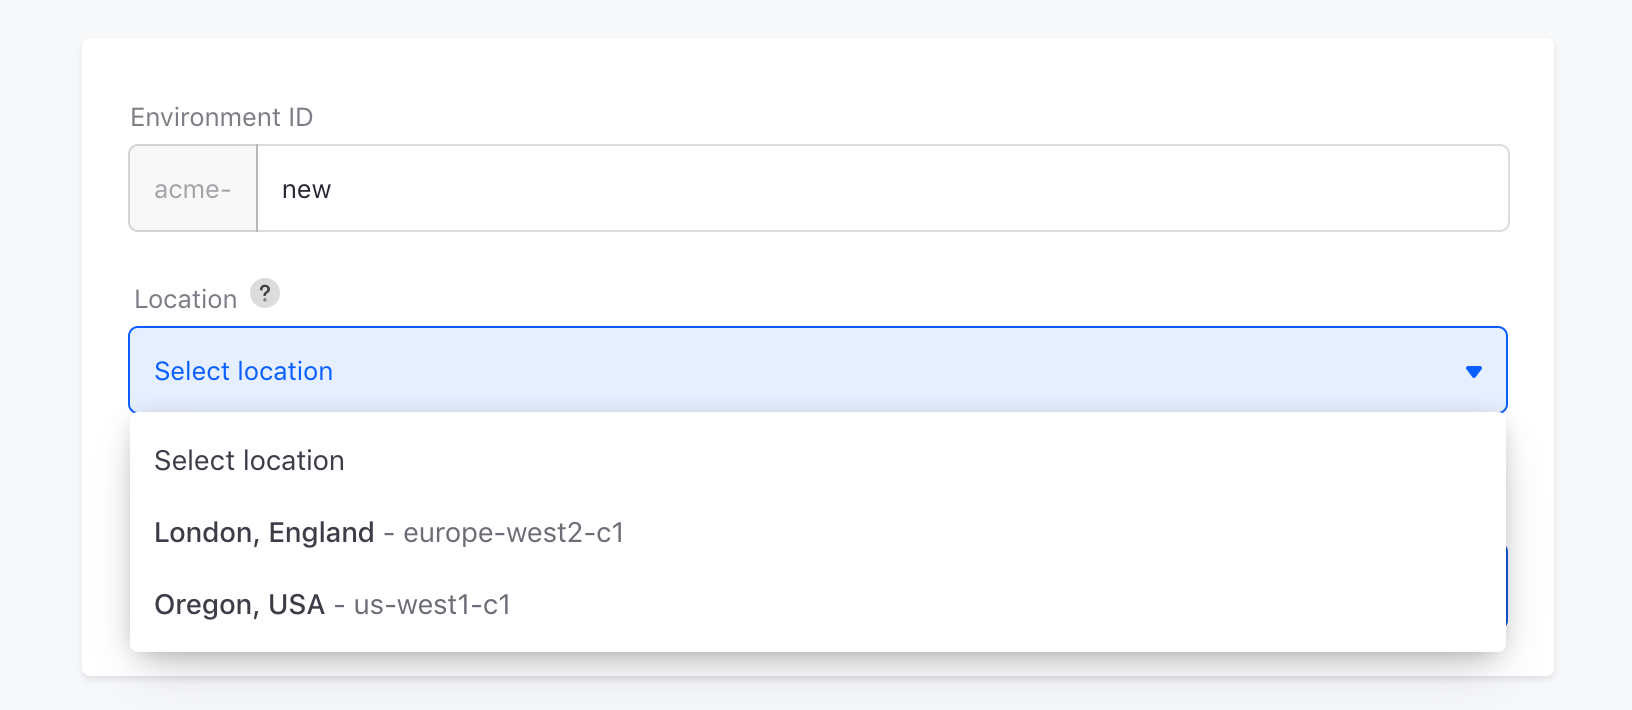 Environment ID
acme- new
Location ?
Select location
Select location
London, England - europe-west2-c1
Oregon, USA - us-west1-c1